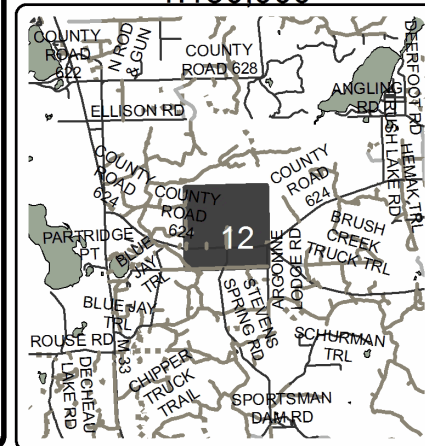 COUNTY
ROAD
622
N ROD
& GUN
COUNTY
ROAD 628
DEERFOOT RD
ANGLING
RD
ELLISON RD
BRUSH LAKE RD
HEMAK TRL
COUNTY
ROAD
624
COUNTY
ROAD
624
COUNTY
ROAD
624
12
PARTRIDGE
PT
BLUE
JAY
TRL
ARGONNE
LODGE RD
BRUSH
CREEK
TRUCK TRL
BLUE JAY
TRL
STEVENS
SPRING RD
ROUSE RD
M 33
SCHURMAN
TRL
DECHEAU
LAKE RD
CHIPPER
TRUCK
TRAIL
SPORTSMAN
DAM RD